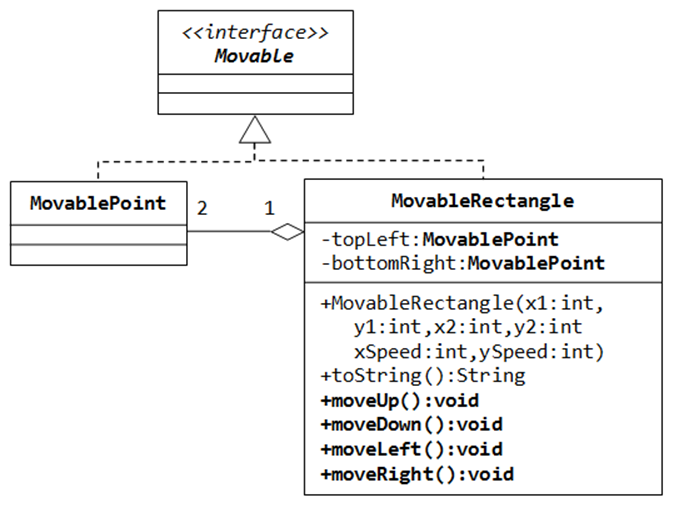 <<interface>>
Movable
MovablePoint
2
1
MovableRectangle
-topLeft:MovablePoint
-bottomRight:MovablePoint
+MovableRectangle(x1:int,
y1:int,x2:int,y2:int
xSpeed:int,ySpeed:int)
+toString():String
+moveUp():void
+moveDown():void
+moveLeft():void
+moveRight():void